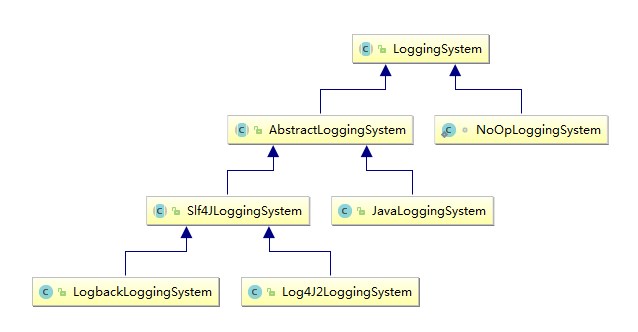 LoggingSystem
AbstractLoggingSystem
NoOpLoggingSystem
Slf4JLoggingSystem
JavaLoggingSystem
LogbackLoggingSystem
Log4J2LoggingSystem